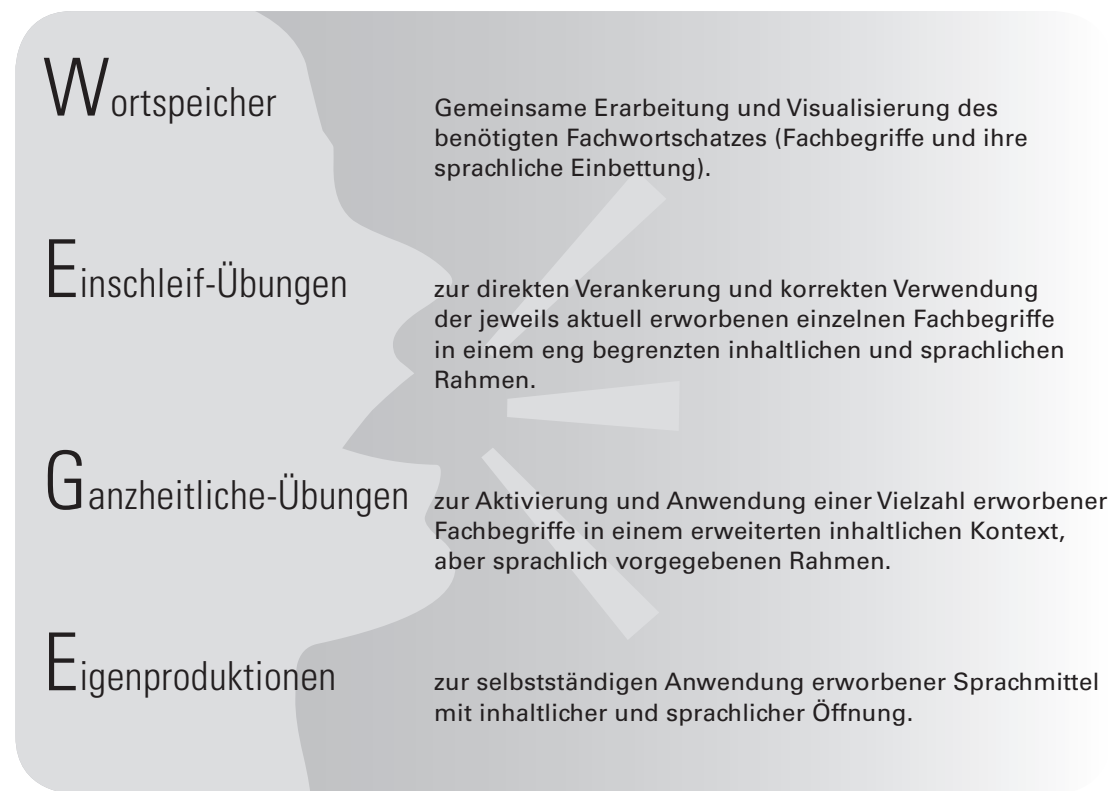 Wortspeicher
Gemeinsame Erarbeitung und Visualisierung des
benötigten Fachwortschatzes (Fachbegriffe und ihre
sprachliche Einbettung).
Einschleif-Übungen
zur direkten Verankerung und korrekten Verwendung
der jeweils aktuell erworbenen einzelnen Fachbegriffe
in einem eng begrenzten inhaltlichen und sprachlichen
Rahmen.
Ganzheitliche-Übungen
zur Aktivierung und Anwendung einer Vielzahl erworbener
Fachbegriffe in einem erweiterten inhaltlichen Kontext,
aber sprachlich vorgegebenen Rahmen.
Eigenproduktionen
zur selbstständigen Anwendung erworbener Sprachmittel
mit inhaltlicher und sprachlicher Öffnung.